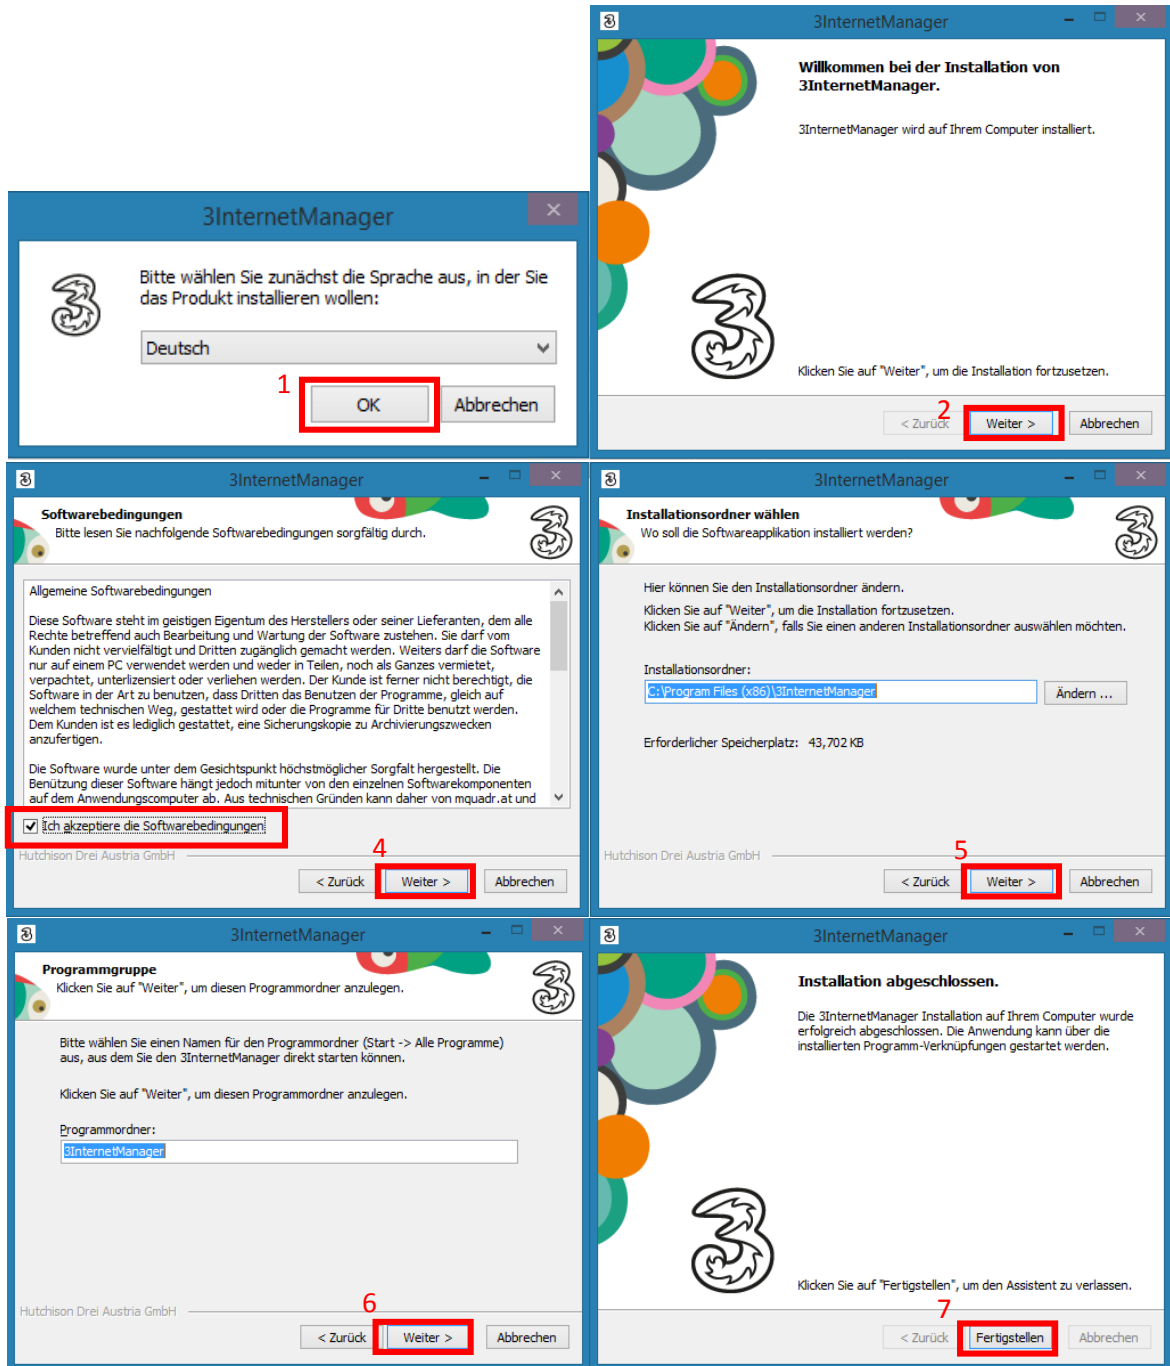 3InternetManager
Bitte wählen Sie zunächst die Sprache aus, in der Sie
das Produkt installieren wollen:
Deutsch
1
OK
Abbrechen
3InternetManager
Willkommen bei der Installation von
3InternetManager.
3InternetManager wird auf Ihrem Computer installiert.
Klicken Sie auf "Weiter", um die Installation fortzusetzen.
2
< Zurück
Weiter >
Abbrechen
3InternetManager
Softwarebedingungen
Bitte lesen Sie nachfolgende Softwarebedingungen sorgfältig durch.
Allgemeine Softwarebedingungen
Diese Software steht im geistigen Eigentum des Herstellers oder seiner Lieferanten, dem alle
Rechte betreffend auch Bearbeitung und Wartung der Software zustehen. Sie darf vom
Kunden nicht vervielfältigt und Dritten zugänglich gemacht werden. Weiters darf die Software
nur auf einem PC verwendet werden und weder in Teilen, noch als Ganzes vermietet,
verpachtet, unterlizensiert oder verliehen werden. Der Kunde ist ferner nicht berechtigt, die
Software in der Art zu benutzen, dass Dritten das Benutzen der Programme, gleich auf
welchem technischen Weg, gestattet wird oder die Programme für Dritte benutzt werden.
Dem Kunden ist es lediglich gestattet, eine Sicherungskopie zu Archivierungszwecken
anzufertigen.
Die Software wurde unter dem Gesichtspunkt höchstmöglicher Sorgfalt hergestellt. Die
Benützung dieser Software hängt jedoch mitunter von den einzelnen Softwarekomponenten
auf dem Anwendungscomputer ab. Aus technischen Gründen kann daher von mquadr.at und
Ich akzeptiere die Softwarebedingungen
Hutchison Drei Austria GmbH
4
< Zurück
Weiter >
Abbrechen
3InternetManager
Installationsordner wählen
Wo soll die Softwareapplikation installiert werden?
Hier können Sie den Installationsordner ändern.
Klicken Sie auf "Weiter", um die Installation fortzusetzen.
Klicken Sie auf "Ändern", falls Sie einen anderen Installationsordner auswählen möchten.
Installationsordner:
C:\Program Files (x86)\3InternetManager
Ändern ...
Erforderlicher Speicherplatz: 43,702 KB
Hutchison Drei Austria GmbH
5
< Zurück
Weiter >
Abbrechen
3InternetManager
Programmgruppe
Klicken Sie auf "Weiter", um diesen Programmordner anzulegen.
Bitte wählen Sie einen Namen für den Programmordner (Start -> Alle Programme)
aus, aus dem Sie den 3InternetManager direkt starten können.
Klicken Sie auf "Weiter", um diesen Programmordner anzulegen.
Programmordner:
3InternetManager
Hutchison Drei Austria GmbH
6
< Zurück
Weiter >
Abbrechen
3InternetManager
Installation abgeschlossen.
Die 3InternetManager Installation auf Ihrem Computer wurde
erfolgreich abgeschlossen. Die Anwendung kann über die
installierten Programm-Verknüpfungen gestartet werden.
Klicken Sie auf "Fertigstellen", um den Assistent zu verlassen.
7
< Zurück
Fertigstellen
Abbrechen